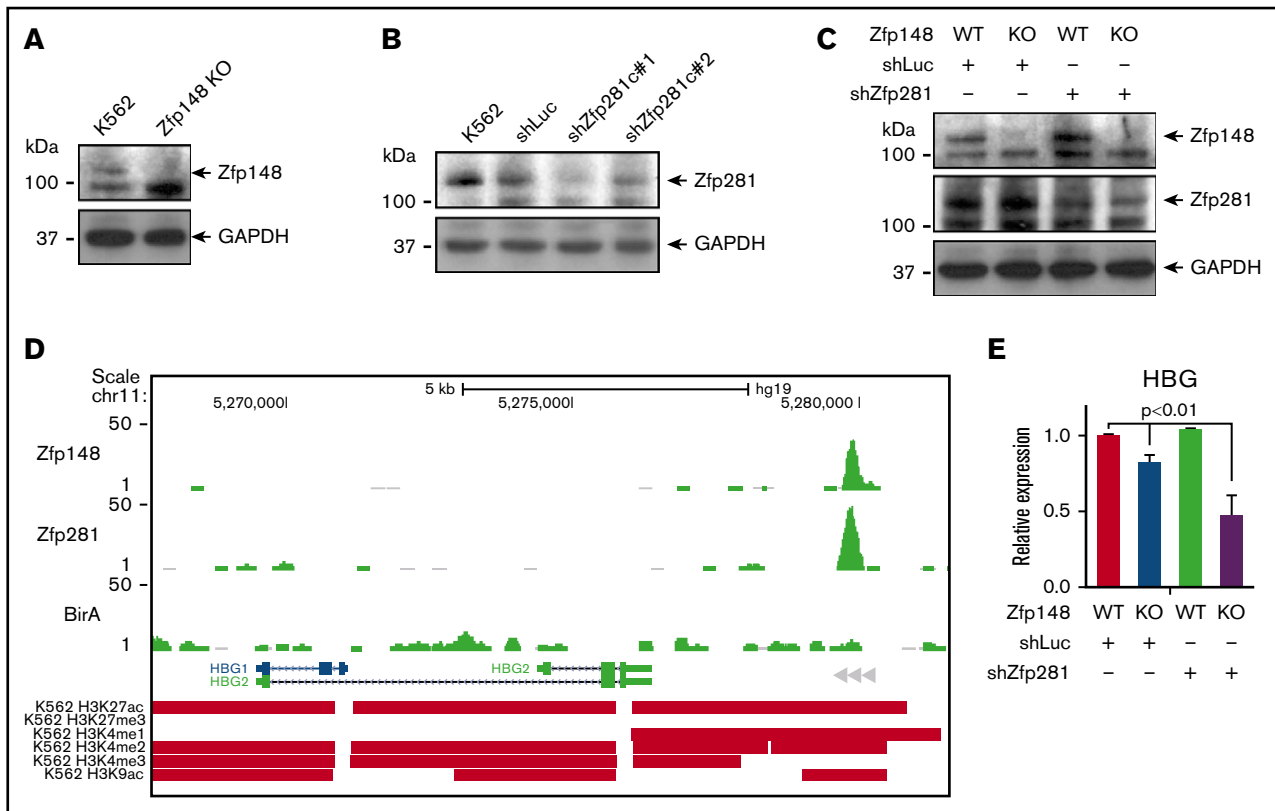 A
K562
Zfp148 KO
kDa
100 -
Zfp148
37 -
GAPDH
B
K562
shLuc
shZfp281c#1
shZfp281c#2
kDa
Zfp281
100 -
37 -
GAPDH
C
Zfp148 WT KO WT KO
shLuc + + – –
shZfp281 – – + +
kDa
100 -
Zfp148
Zfp281
100 -
37 -
GAPDH
D
Scale
chr11:
5 kb
hg19
5,270,000|
5,275,000|
5,280,000 |
50 –
Zfp148
1
50 –
Zfp281
1
50 –
BirA
1
HBG1
HBG2
HBG2
K562 H3K27ac
K562 H3K27me3
K562 H3K4me1
K562 H3K4me2
K562 H3K4me3
K562 H3K9ac
E
HBG
p<0.01
Relative expression
1.0
0.5
0.0
Zfp148 WT KO WT KO
shLuc + + – –
shZfp281 – – + +